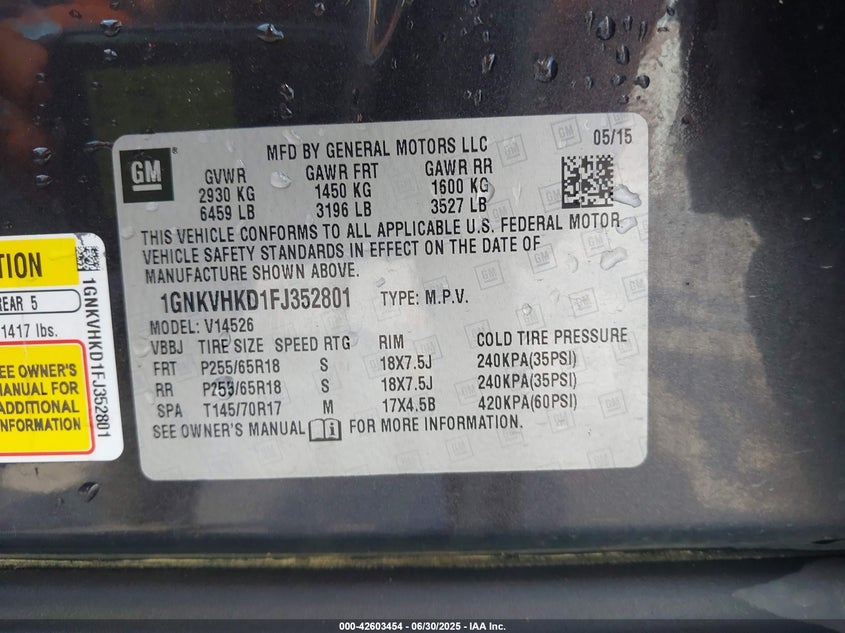 GM
MFD BY GENERAL MOTORS LLC
05/15
GVWR GAWR FRT GAWR RR
2930 KG 1450 KG 1600 KG
6459 LB 3196 LB 3527 LB
THIS VEHICLE CONFORMS TO ALL APPLICABLE U.S. FEDERAL MOTOR
VEHICLE SAFETY STANDARDS IN EFFECT ON THE DATE OF
MANUFACTURE SHOWN ABOVE.
1GNKVHKD1FJ352801 TYPE: M.P.V.
MODEL: V14526
VBBJ TIRE SIZE SPEED RTG RIM COLD TIRE PRESSURE
FRT P255/65R18 S 18X7.5J 240KPA(35PSI)
RR P255/65R18 S 18X7.5J 240KPA(35PSI)
SPA T145/70R17 M 17X4.5B 420KPA(60PSI)
SEE OWNER'S MANUAL FOR MORE INFORMATION.
REAR 5
1417 lbs.
SEE OWNER'S
MANUAL FOR
ADDITIONAL
INFORMATION
1GNKVHKD1FJ352801
000-42603454 - 06/30/2025 - IAA Inc.